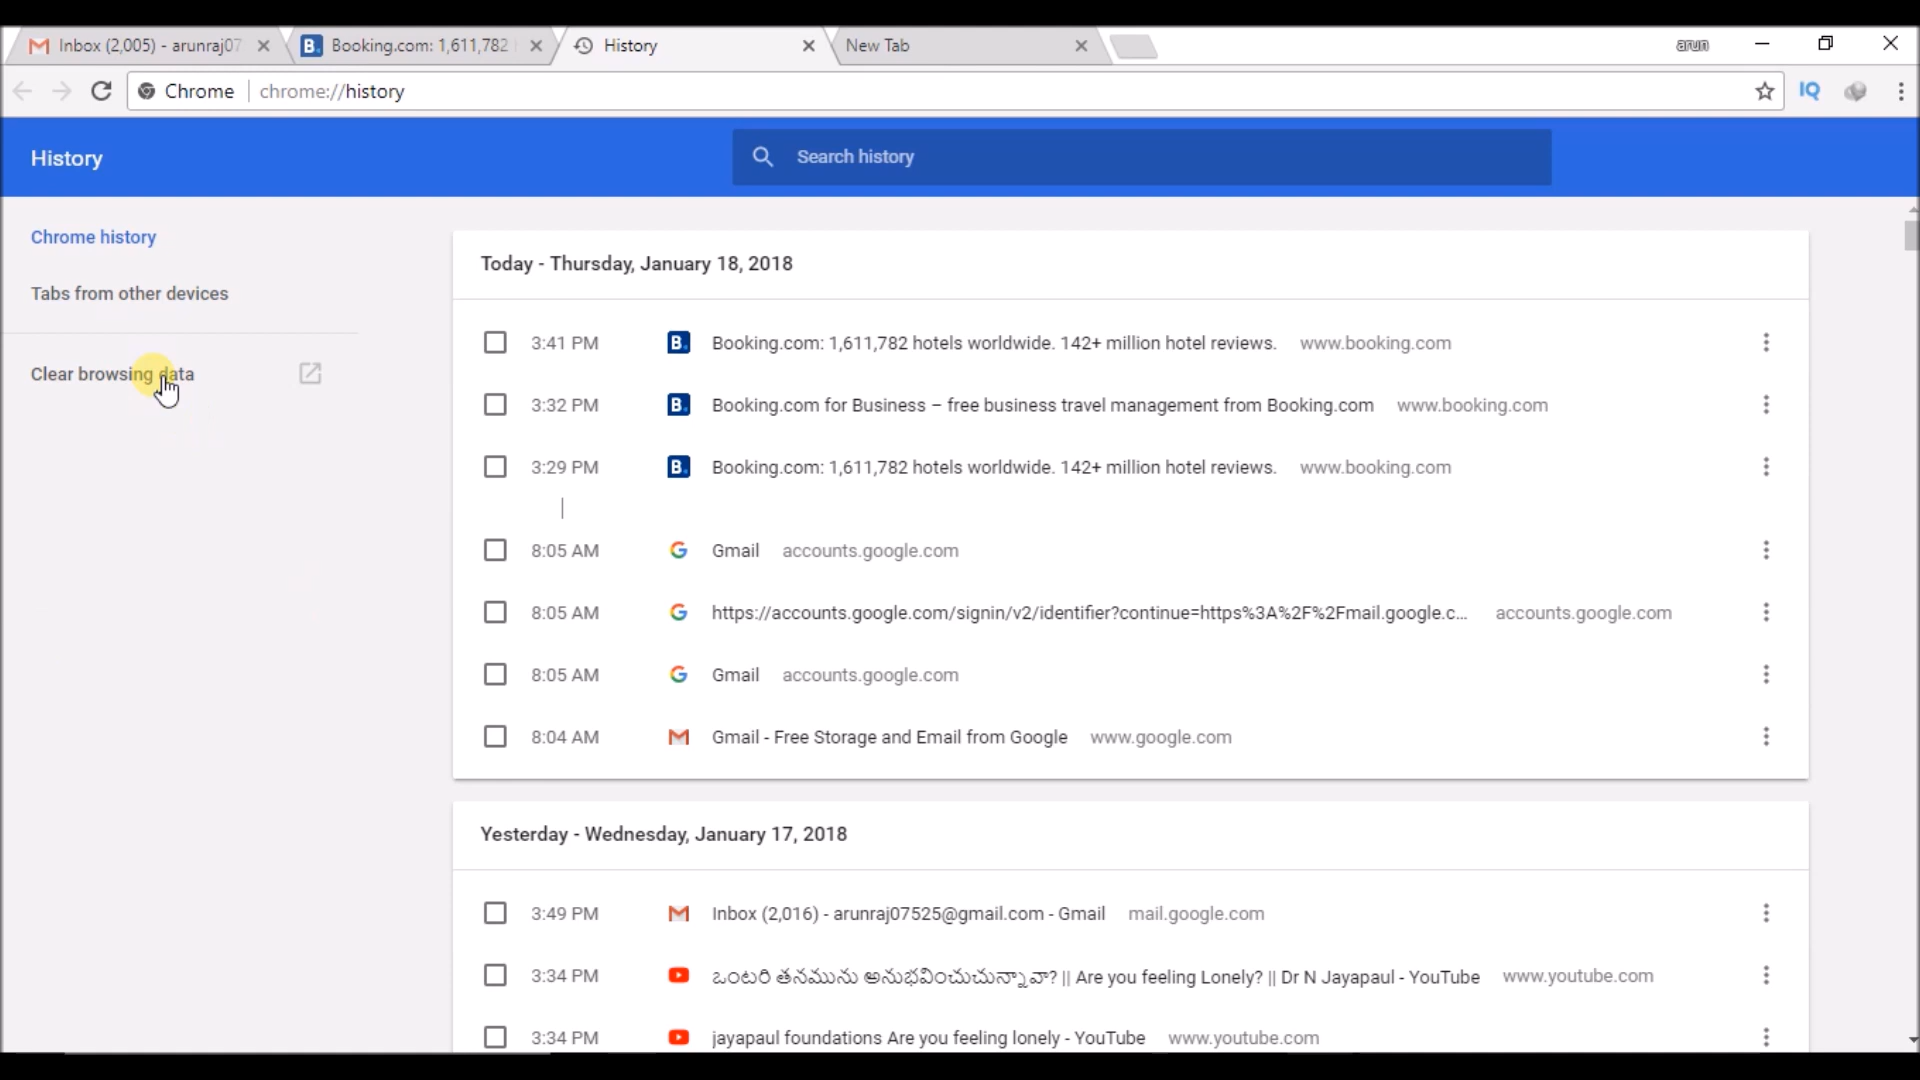 Inbox (2,005) - arunraj07
Booking.com: 1,611,782
History
New Tab
arun
Chrome
chrome://history
IQ
History
Search history
Chrome history
Tabs from other devices
Clear browsing data
Today - Thursday, January 18, 2018
3:41 PM B. Booking.com: 1,611,782 hotels worldwide. 142+ million hotel reviews. www.booking.com
3:32 PM B. Booking.com for Business – free business travel management from Booking.com www.booking.com
3:29 PM B. Booking.com: 1,611,782 hotels worldwide. 142+ million hotel reviews. www.booking.com
8:05 AM Gmail accounts.google.com
8:05 AM https://accounts.google.com/signin/v2/identifier?continue=https%3A%2F%2Fmail.google.c... accounts.google.com
8:05 AM Gmail accounts.google.com
8:04 AM Gmail - Free Storage and Email from Google www.google.com
Yesterday - Wednesday, January 17, 2018
3:49 PM Inbox (2,016) - arunraj07525@gmail.com - Gmail mail.google.com
3:34 PM ఒంటరి తనమును అనుభవించుచున్నావా? || Are you feeling Lonely? || Dr N Jayapaul - YouTube www.youtube.com
3:34 PM jayapaul foundations Are you feeling lonely - YouTube www.youtube.com